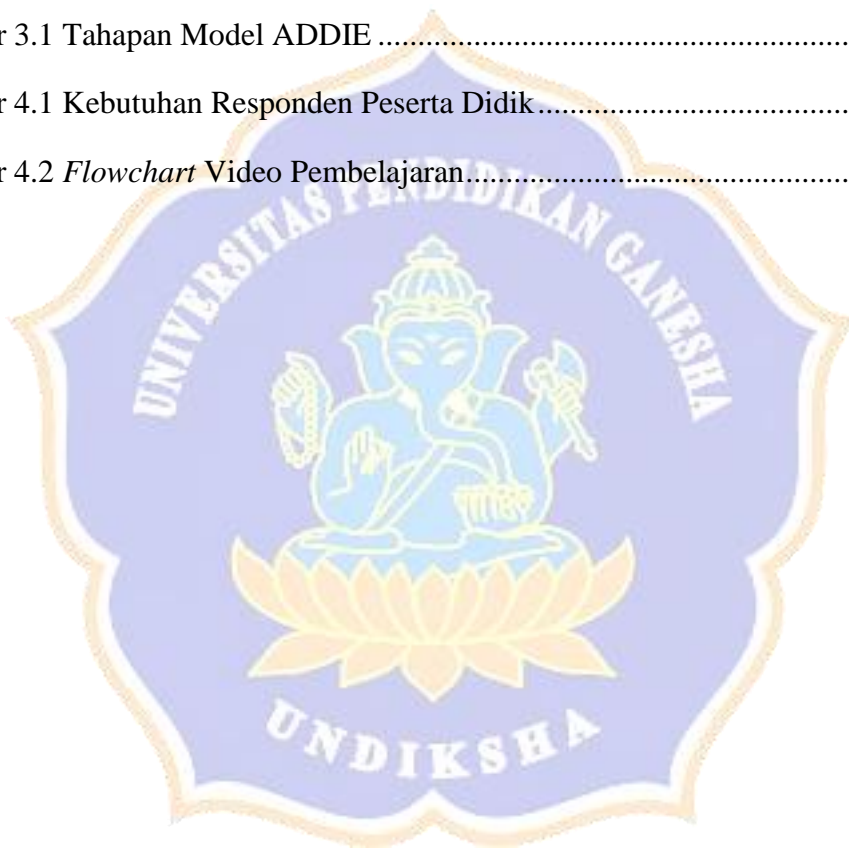 r 3.1 Tahapan Model ADDIE ..........................................................
r 4.1 Kebutuhan Responden Peserta Didik.......................................
r 4.2 Flowchart Video Pembelajaran................................................
UNIVERSITAS PENDIDIKAN GANESHA
UNDIKSHA